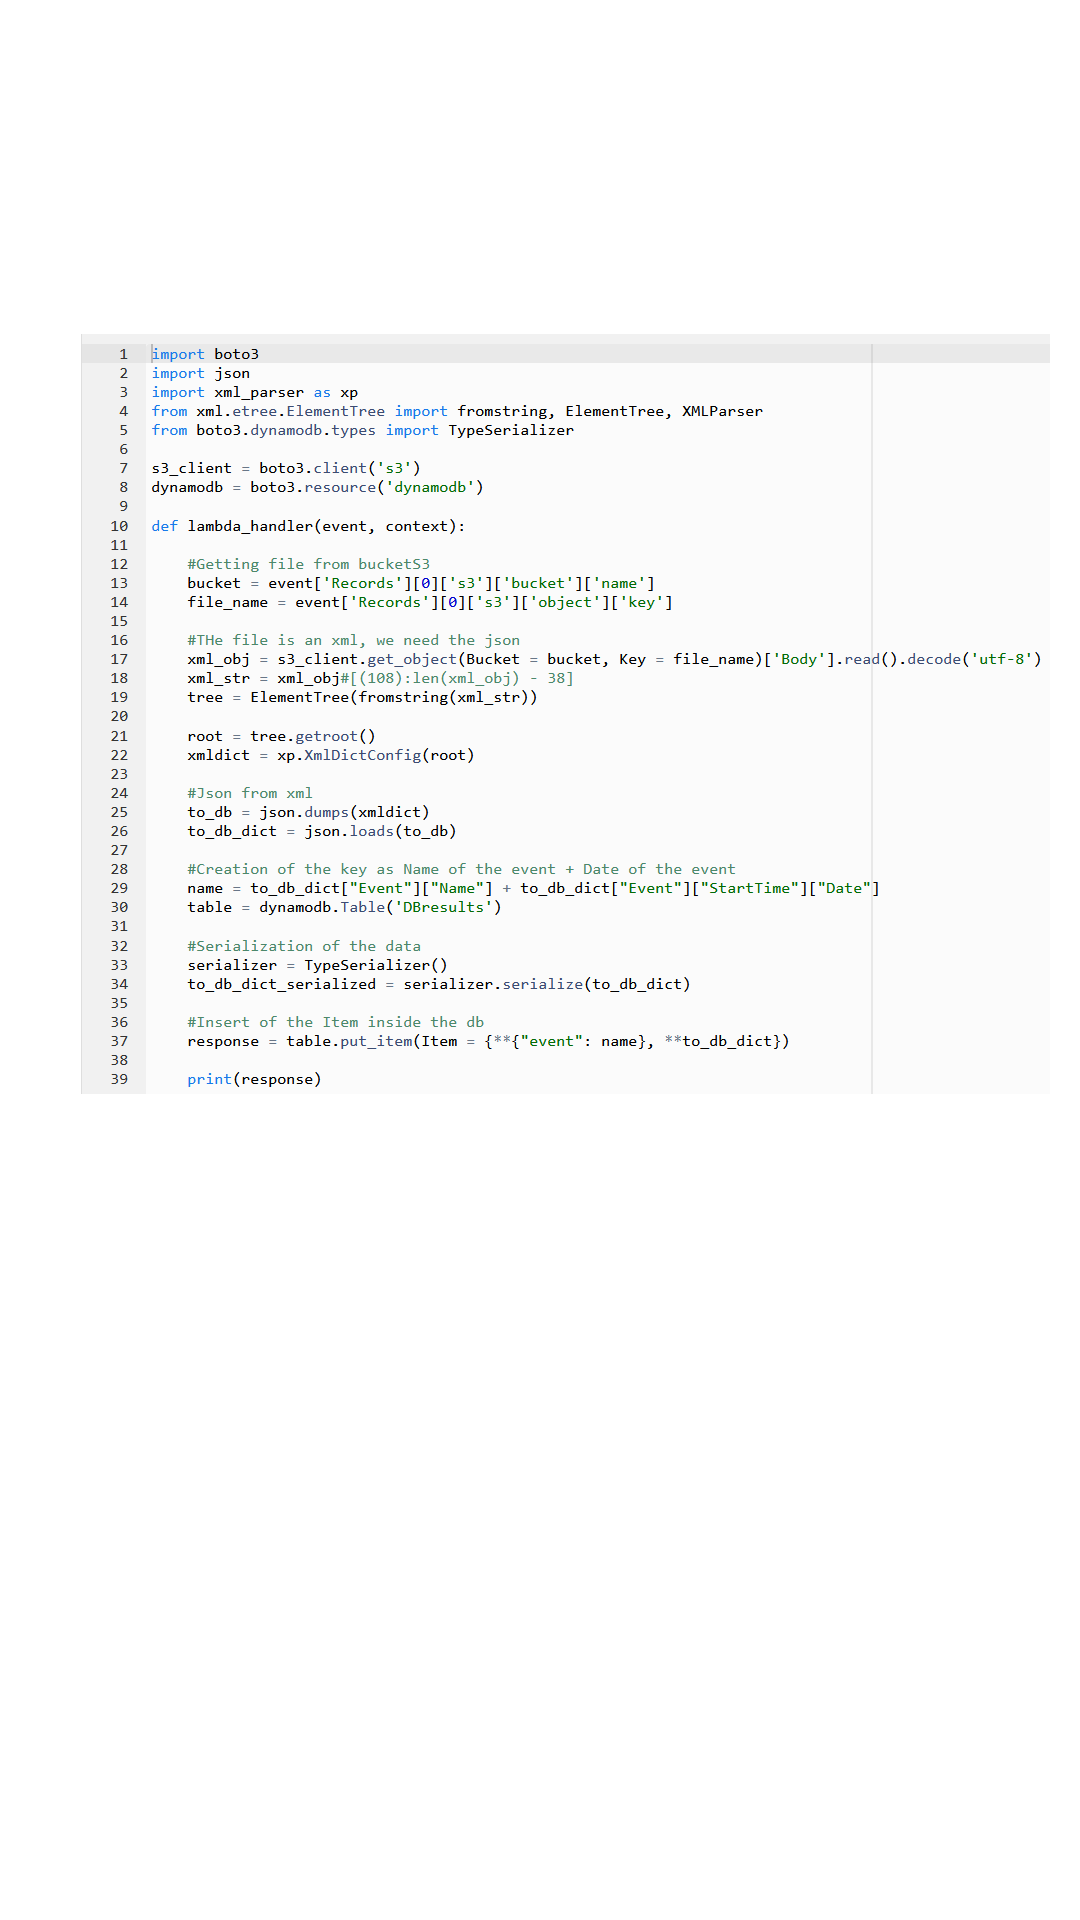 1 import boto3
2 import json
3 import xml_parser as xp
4 from xml.etree.ElementTree import fromstring, ElementTree, XMLParser
5 from boto3.dynamodb.types import TypeSerializer
6
7 s3_client = boto3.client('s3')
8 dynamodb = boto3.resource('dynamodb')
9
10 def lambda_handler(event, context):
11
12     #Getting file from bucketS3
13     bucket = event['Records'][0]['s3']['bucket']['name']
14     file_name = event['Records'][0]['s3']['object']['key']
15
16     #THe file is an xml, we need the json
17     xml_obj = s3_client.get_object(Bucket = bucket, Key = file_name)['Body'].read().decode('utf-8')
18     xml_str = xml_obj#[(108):len(xml_obj) - 38]
19     tree = ElementTree(fromstring(xml_str))
20
21     root = tree.getroot()
22     xmldict = xp.XmlDictConfig(root)
23
24     #Json from xml
25     to_db = json.dumps(xmldict)
26     to_db_dict = json.loads(to_db)
27
28     #Creation of the key as Name of the event + Date of the event
29     name = to_db_dict["Event"]["Name"] + to_db_dict["Event"]["StartTime"]["Date"]
30     table = dynamodb.Table('DBresults')
31
32     #Serialization of the data
33     serializer = TypeSerializer()
34     to_db_dict_serialized = serializer.serialize(to_db_dict)
35
36     #Insert of the Item inside the db
37     response = table.put_item(Item = {**{"event": name}, **to_db_dict})
38
39     print(response)